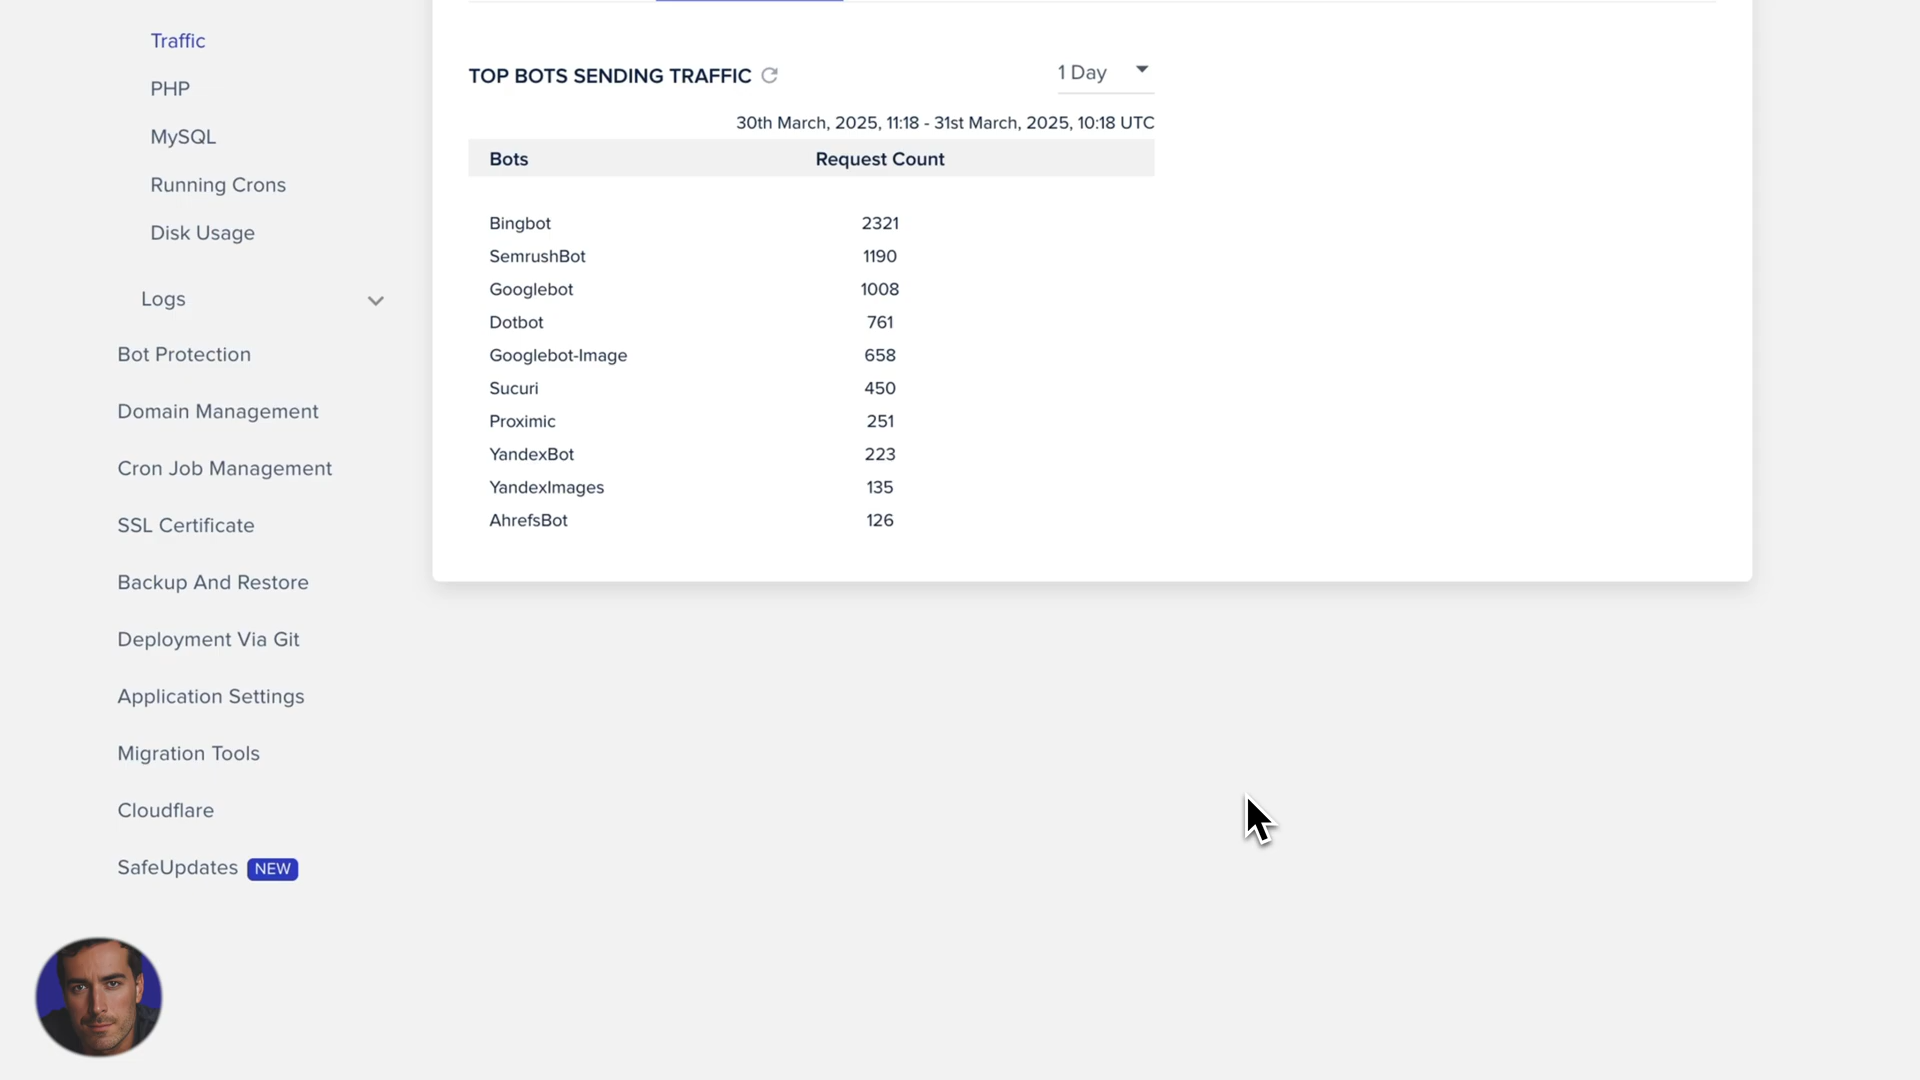 Traffic
PHP
MySQL
Running Crons
Disk Usage
Logs
Bot Protection
Domain Management
Cron Job Management
SSL Certificate
Backup And Restore
Deployment Via Git
Application Settings
Migration Tools
Cloudflare
SafeUpdates NEW
TOP BOTS SENDING TRAFFIC
1 Day
30th March, 2025, 11:18 - 31st March, 2025, 10:18 UTC
Bots Request Count
Bingbot 2321
SemrushBot 1190
Googlebot 1008
Dotbot 761
Googlebot-Image 658
Sucuri 450
Proximic 251
YandexBot 223
YandexImages 135
AhrefsBot 126